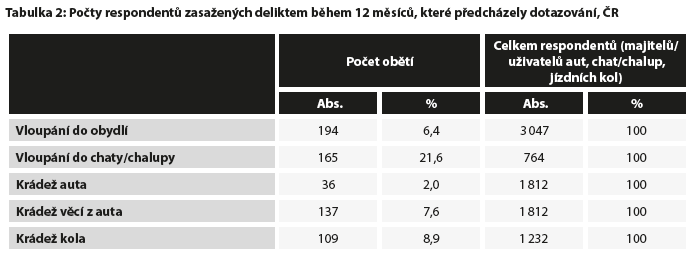 Tabulka 2: Počty respondentů zasažených deliktem během 12 měsíců, které předcházely dotazování, ČR
Počet obětí
Celkem respondentů (majitelů/
uživatelů aut, chat/chalup,
jízdních kol)
Abs. % Abs. %
Vloupání do obydlí 194 6,4 3 047 100
Vloupání do chaty/chalupy 165 21,6 764 100
Krádež auta 36 2,0 1 812 100
Krádež věcí z auta 137 7,6 1 812 100
Krádež kola 109 8,9 1 232 100